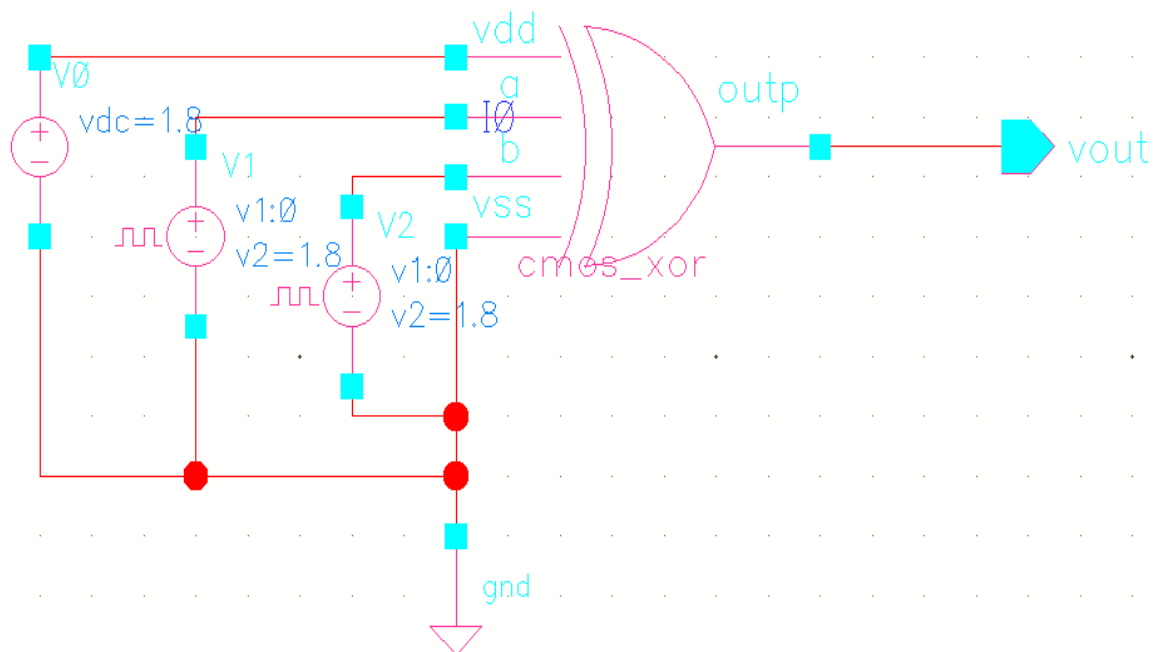 vdd
V0
a
outp
vdc=1.8
I0
b
vout
V1
v1:0
vss
V2
v2=1.8
cmos_xor
v1:0
v2=1.8
gnd